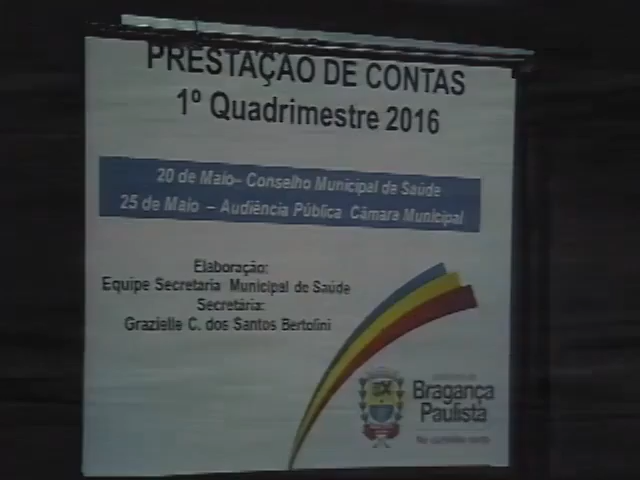 PRESTAÇÃO DE CONTAS
1º Quadrimestre 2016
20 de Maio– Conselho Municipal de Saúde
25 de Maio – Audiência Pública Câmara Municipal
Elaboração:
Equipe Secretaria Municipal de Saúde
Secretária:
Grazielle C. dos Santos Bertolini
Bragança
Paulista